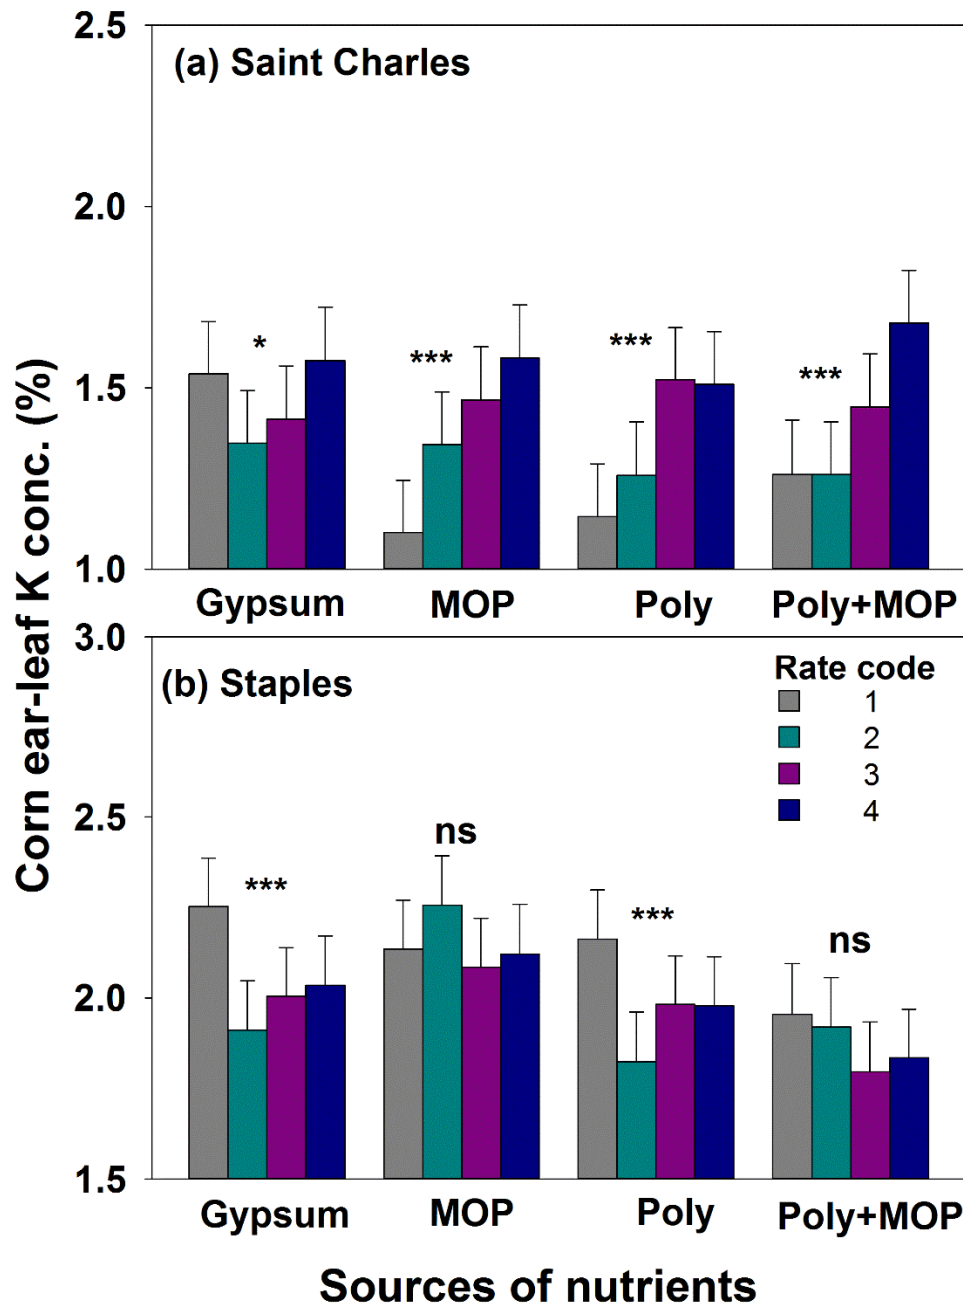 Corn ear-leaf K conc. (%)
(a) Saint Charles
2.5
2.0
1.5
1.0
*
***
***
***
Gypsum MOP Poly Poly+MOP
(b) Staples
3.0
2.5
2.0
1.5
Rate code
1
2
3
4
***
ns
***
ns
Gypsum MOP Poly Poly+MOP
Sources of nutrients